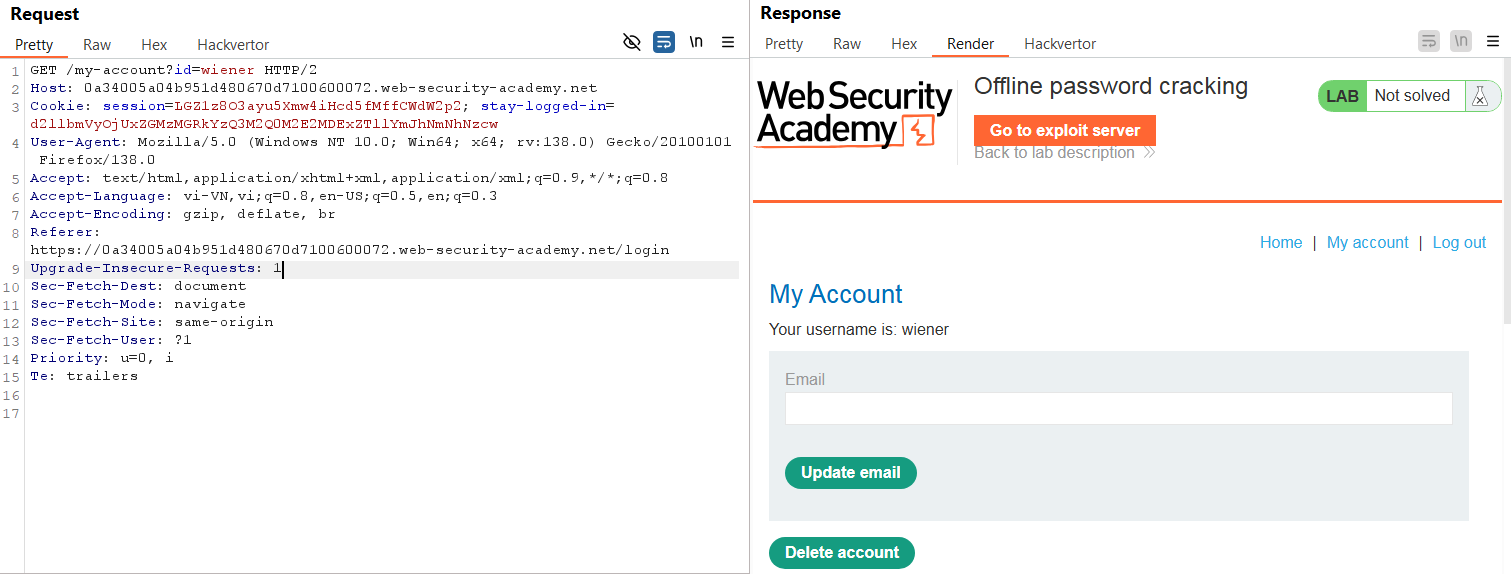 Request
Pretty Raw Hex Hackvertor \n
1 GET /my-account?id=wiener HTTP/2
2 Host: 0a34005a04b951d480670d7100600072.web-security-academy.net
3 Cookie: session=LGZ1z8O3ayu5Xmw4iHcd5fMffCWdW2p2; stay-logged-in=
d2llbmVyOjUxZGMzMGRkYzQ3M2Q0M2E2MDExZTllYmJhNmNhNzcw
4 User-Agent: Mozilla/5.0 (Windows NT 10.0; Win64; x64; rv:138.0) Gecko/20100101
Firefox/138.0
5 Accept: text/html,application/xhtml+xml,application/xml;q=0.9,*/*;q=0.8
6 Accept-Language: vi-VN,vi;q=0.8,en-US;q=0.5,en;q=0.3
7 Accept-Encoding: gzip, deflate, br
8 Referer:
https://0a34005a04b951d480670d7100600072.web-security-academy.net/login
9 Upgrade-Insecure-Requests: 1
10 Sec-Fetch-Dest: document
11 Sec-Fetch-Mode: navigate
12 Sec-Fetch-Site: same-origin
13 Sec-Fetch-User: ?1
14 Priority: u=0, i
15 Te: trailers
16
17
Response
Pretty Raw Hex Render Hackvertor \n
Web Security
Academy
Offline password cracking
Go to exploit server
Back to lab description
LAB Not solved
Home | My account | Log out
My Account
Your username is: wiener
Email
Update email
Delete account